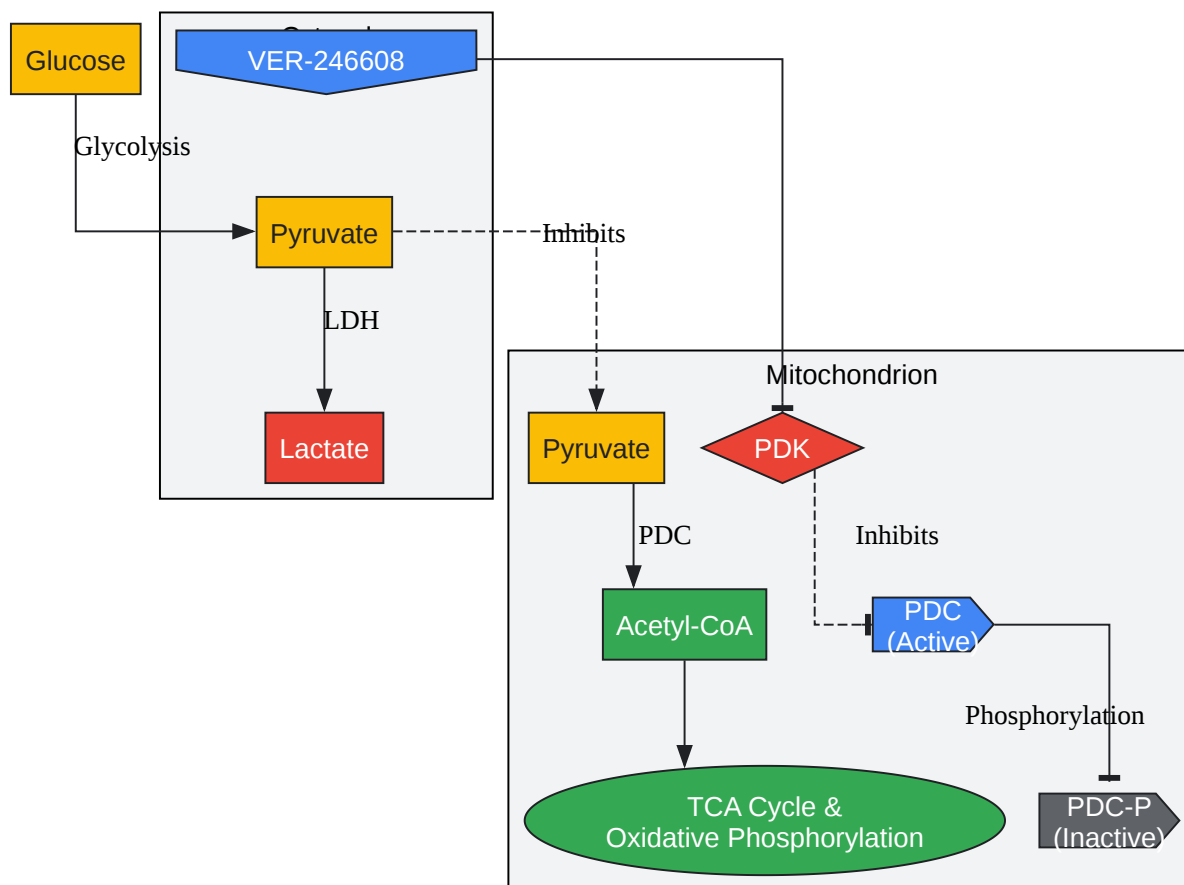 Glucose
VER-246608
Glycolysis
Pyruvate
Inhibits
LDH
Mitochondrion
Lactate
Pyruvate
PDK
PDC
Inhibits
Acetyl-CoA
PDC
(Active)
Phosphorylation
TCA Cycle &
Oxidative Phosphorylation
PDC-P
(Inactive)